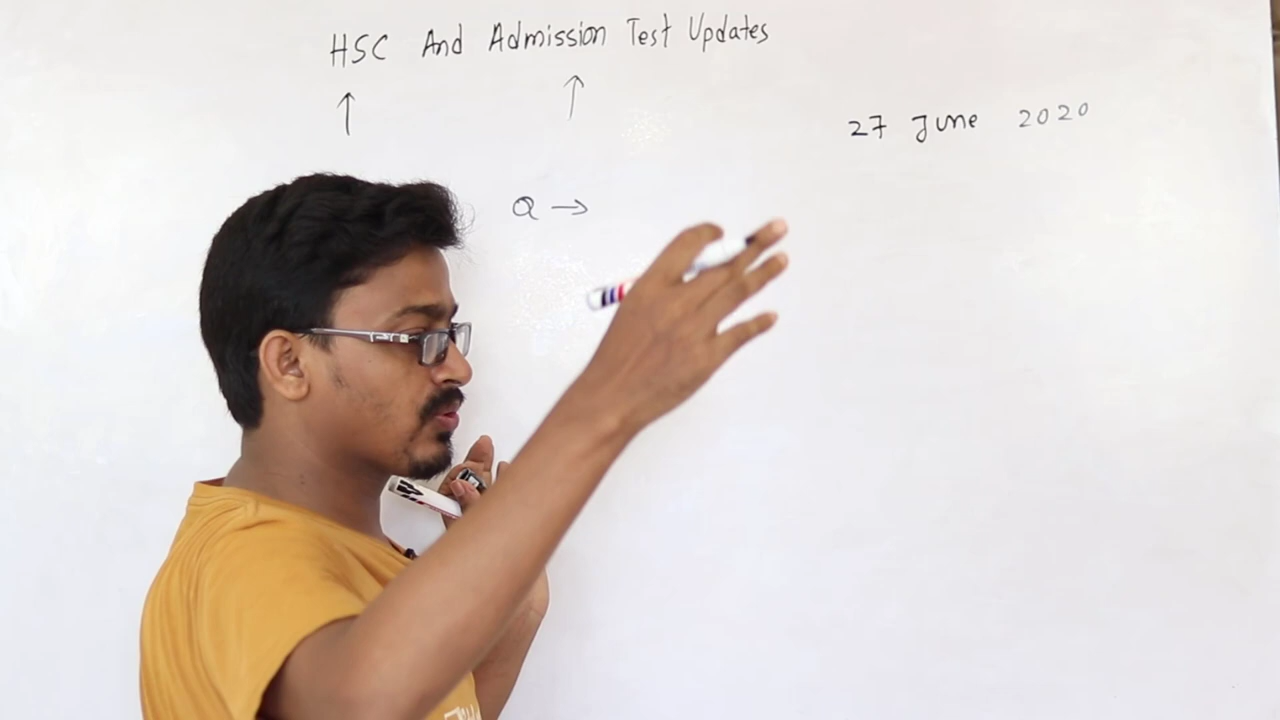 HSC And Admission Test Updates
↑ ↑
27 June 2020
Q →